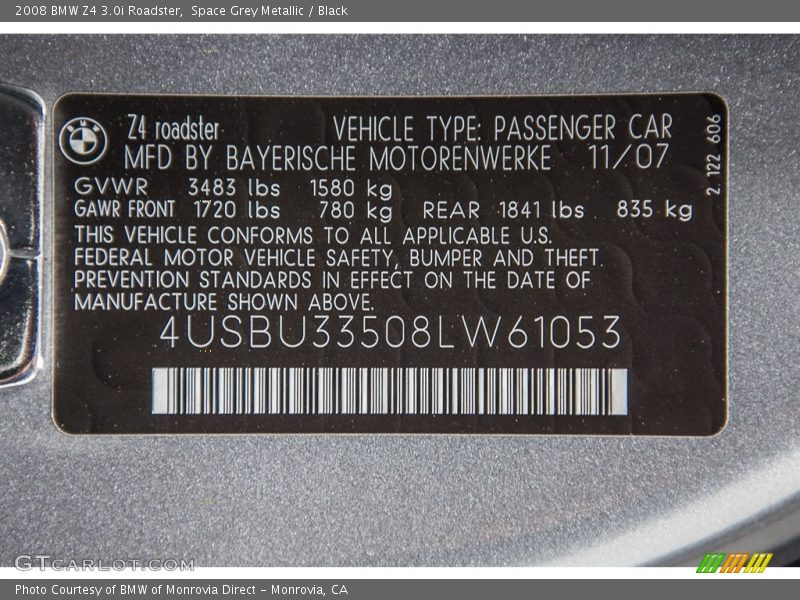 2008 BMW Z4 3.0i Roadster, Space Grey Metallic / Black
Z4 roadster VEHICLE TYPE: PASSENGER CAR
MFD BY BAYERISCHE MOTORENWERKE 11/07
2 122 606
GVWR 3483 lbs 1580 kg
GAWR FRONT 1720 lbs 780 kg REAR 1841 lbs 835 kg
THIS VEHICLE CONFORMS TO ALL APPLICABLE U.S.
FEDERAL MOTOR VEHICLE SAFETY, BUMPER AND THEFT
PREVENTION STANDARDS IN EFFECT ON THE DATE OF
MANUFACTURE SHOWN ABOVE.
4USBU33508LW61053
GTCarLot.com
Photo Courtesy of BMW of Monrovia Direct - Monrovia, CA